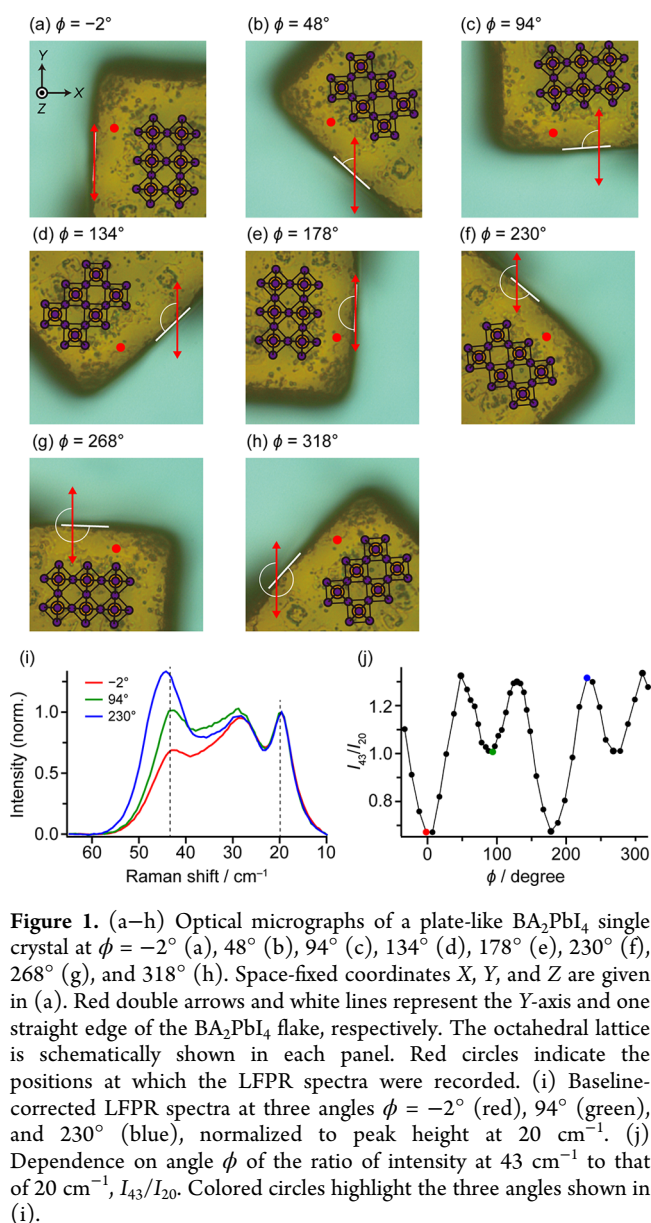 (a) ϕ = −2°
(b) ϕ = 48°
(c) ϕ = 94°
Y
X
Z
(d) ϕ = 134°
(e) ϕ = 178°
(f) ϕ = 230°
(g) ϕ = 268°
(h) ϕ = 318°
(i)
−2°
94°
230°
Intensity (norm.)
1.0
0.5
0.0
60 50 40 30 20 10
Raman shift / cm⁻¹
(j)
I₄₃/I₂₀
1.2
1.0
0.8
0 100 200 300
ϕ / degree
Figure 1. (a−h) Optical micrographs of a plate-like BA₂PbI₄ single
crystal at ϕ = −2° (a), 48° (b), 94° (c), 134° (d), 178° (e), 230° (f),
268° (g), and 318° (h). Space-fixed coordinates X, Y, and Z are given
in (a). Red double arrows and white lines represent the Y-axis and one
straight edge of the BA₂PbI₄ flake, respectively. The octahedral lattice
is schematically shown in each panel. Red circles indicate the
positions at which the LFPR spectra were recorded. (i) Baseline-
corrected LFPR spectra at three angles ϕ = −2° (red), 94° (green),
and 230° (blue), normalized to peak height at 20 cm⁻¹. (j)
Dependence on angle ϕ of the ratio of intensity at 43 cm⁻¹ to that
of 20 cm⁻¹, I₄₃/I₂₀. Colored circles highlight the three angles shown in
(i).